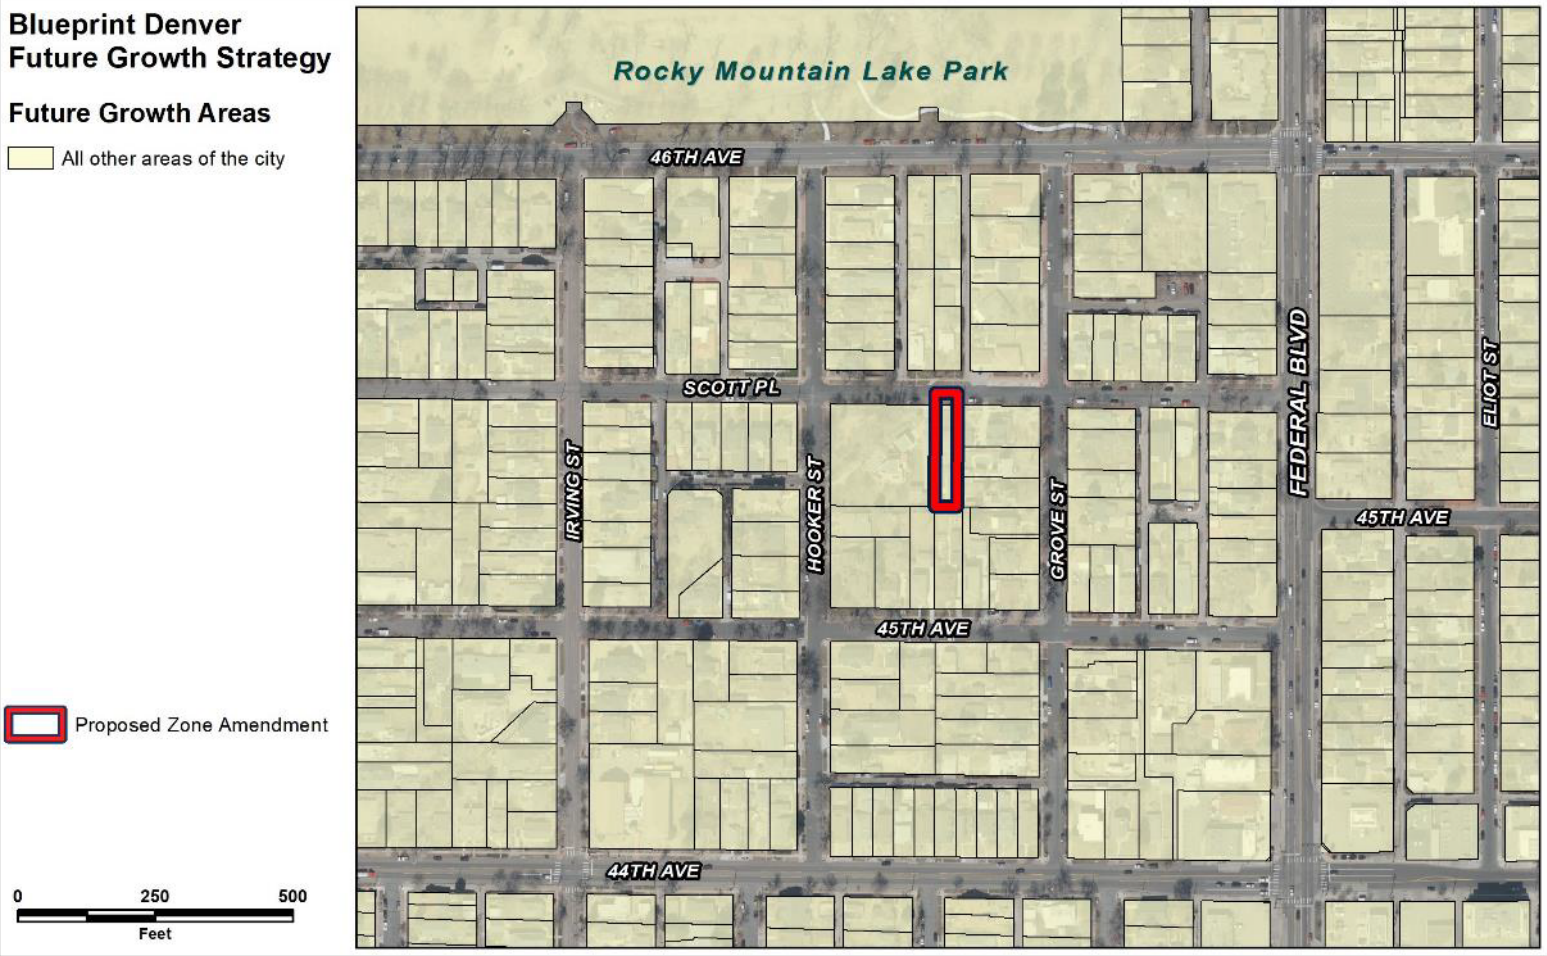 Blueprint Denver
Future Growth Strategy
Future Growth Areas
All other areas of the city
Proposed Zone Amendment
0 250 500
Feet
Rocky Mountain Lake Park
46TH AVE
SCOTT PL
IRVING ST
HOOKER ST
GROVE ST
FEDERAL BLVD
ELIOT ST
45TH AVE
45TH AVE
44TH AVE